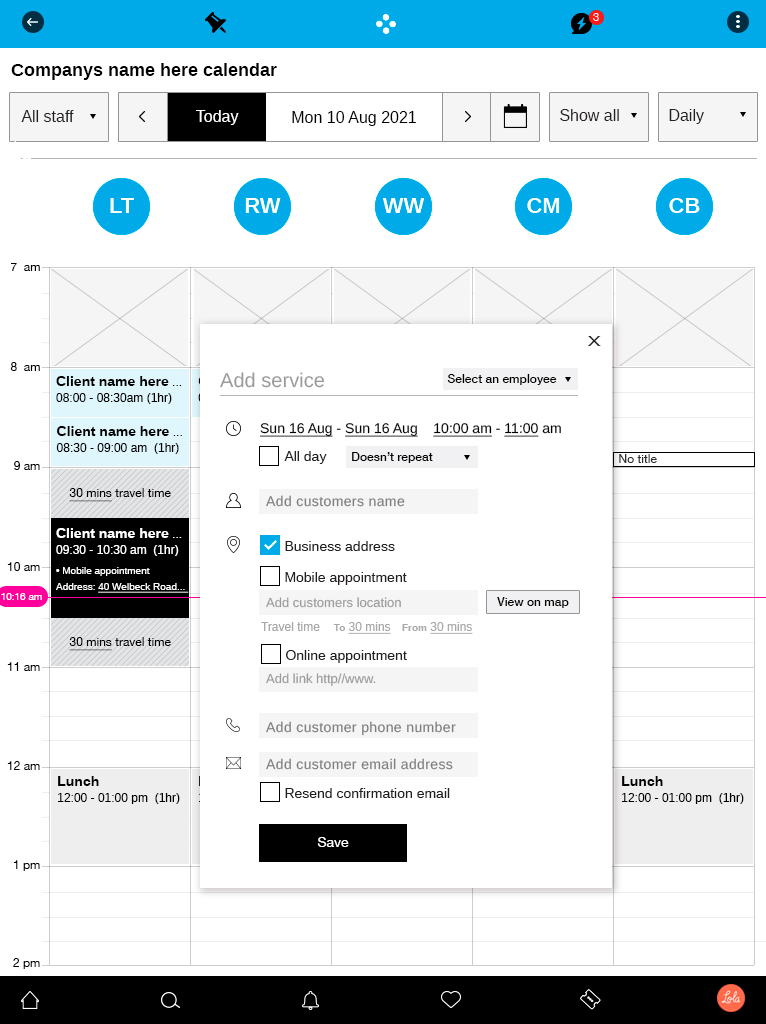 3
Companys name here calendar
All staff
Today
Mon 10 Aug 2021
Show all
Daily
LT
RW
WW
CM
CB
7 am
8 am
Client name here ...
08:00 - 08:30am (1hr)
Client name here ...
08:30 - 09:00 am (1hr)
9 am
30 mins travel time
Client name here ...
09:30 - 10:30 am (1hr)
• Mobile appointment
Address: 40 Welbeck Road...
10 am
10:16 am
30 mins travel time
11 am
12 am
Lunch
12:00 - 01:00 pm (1hr)
1 pm
2 pm
No title
Lunch
12:00 - 01:00 pm (1hr)
Add service
Select an employee
Sun 16 Aug - Sun 16 Aug 10:00 am - 11:00 am
All day
Doesn't repeat
Add customers name
Business address
Mobile appointment
Add customers location
View on map
Travel time To 30 mins From 30 mins
Online appointment
Add link http//www.
Add customer phone number
Add customer email address
Resend confirmation email
Save
Lola